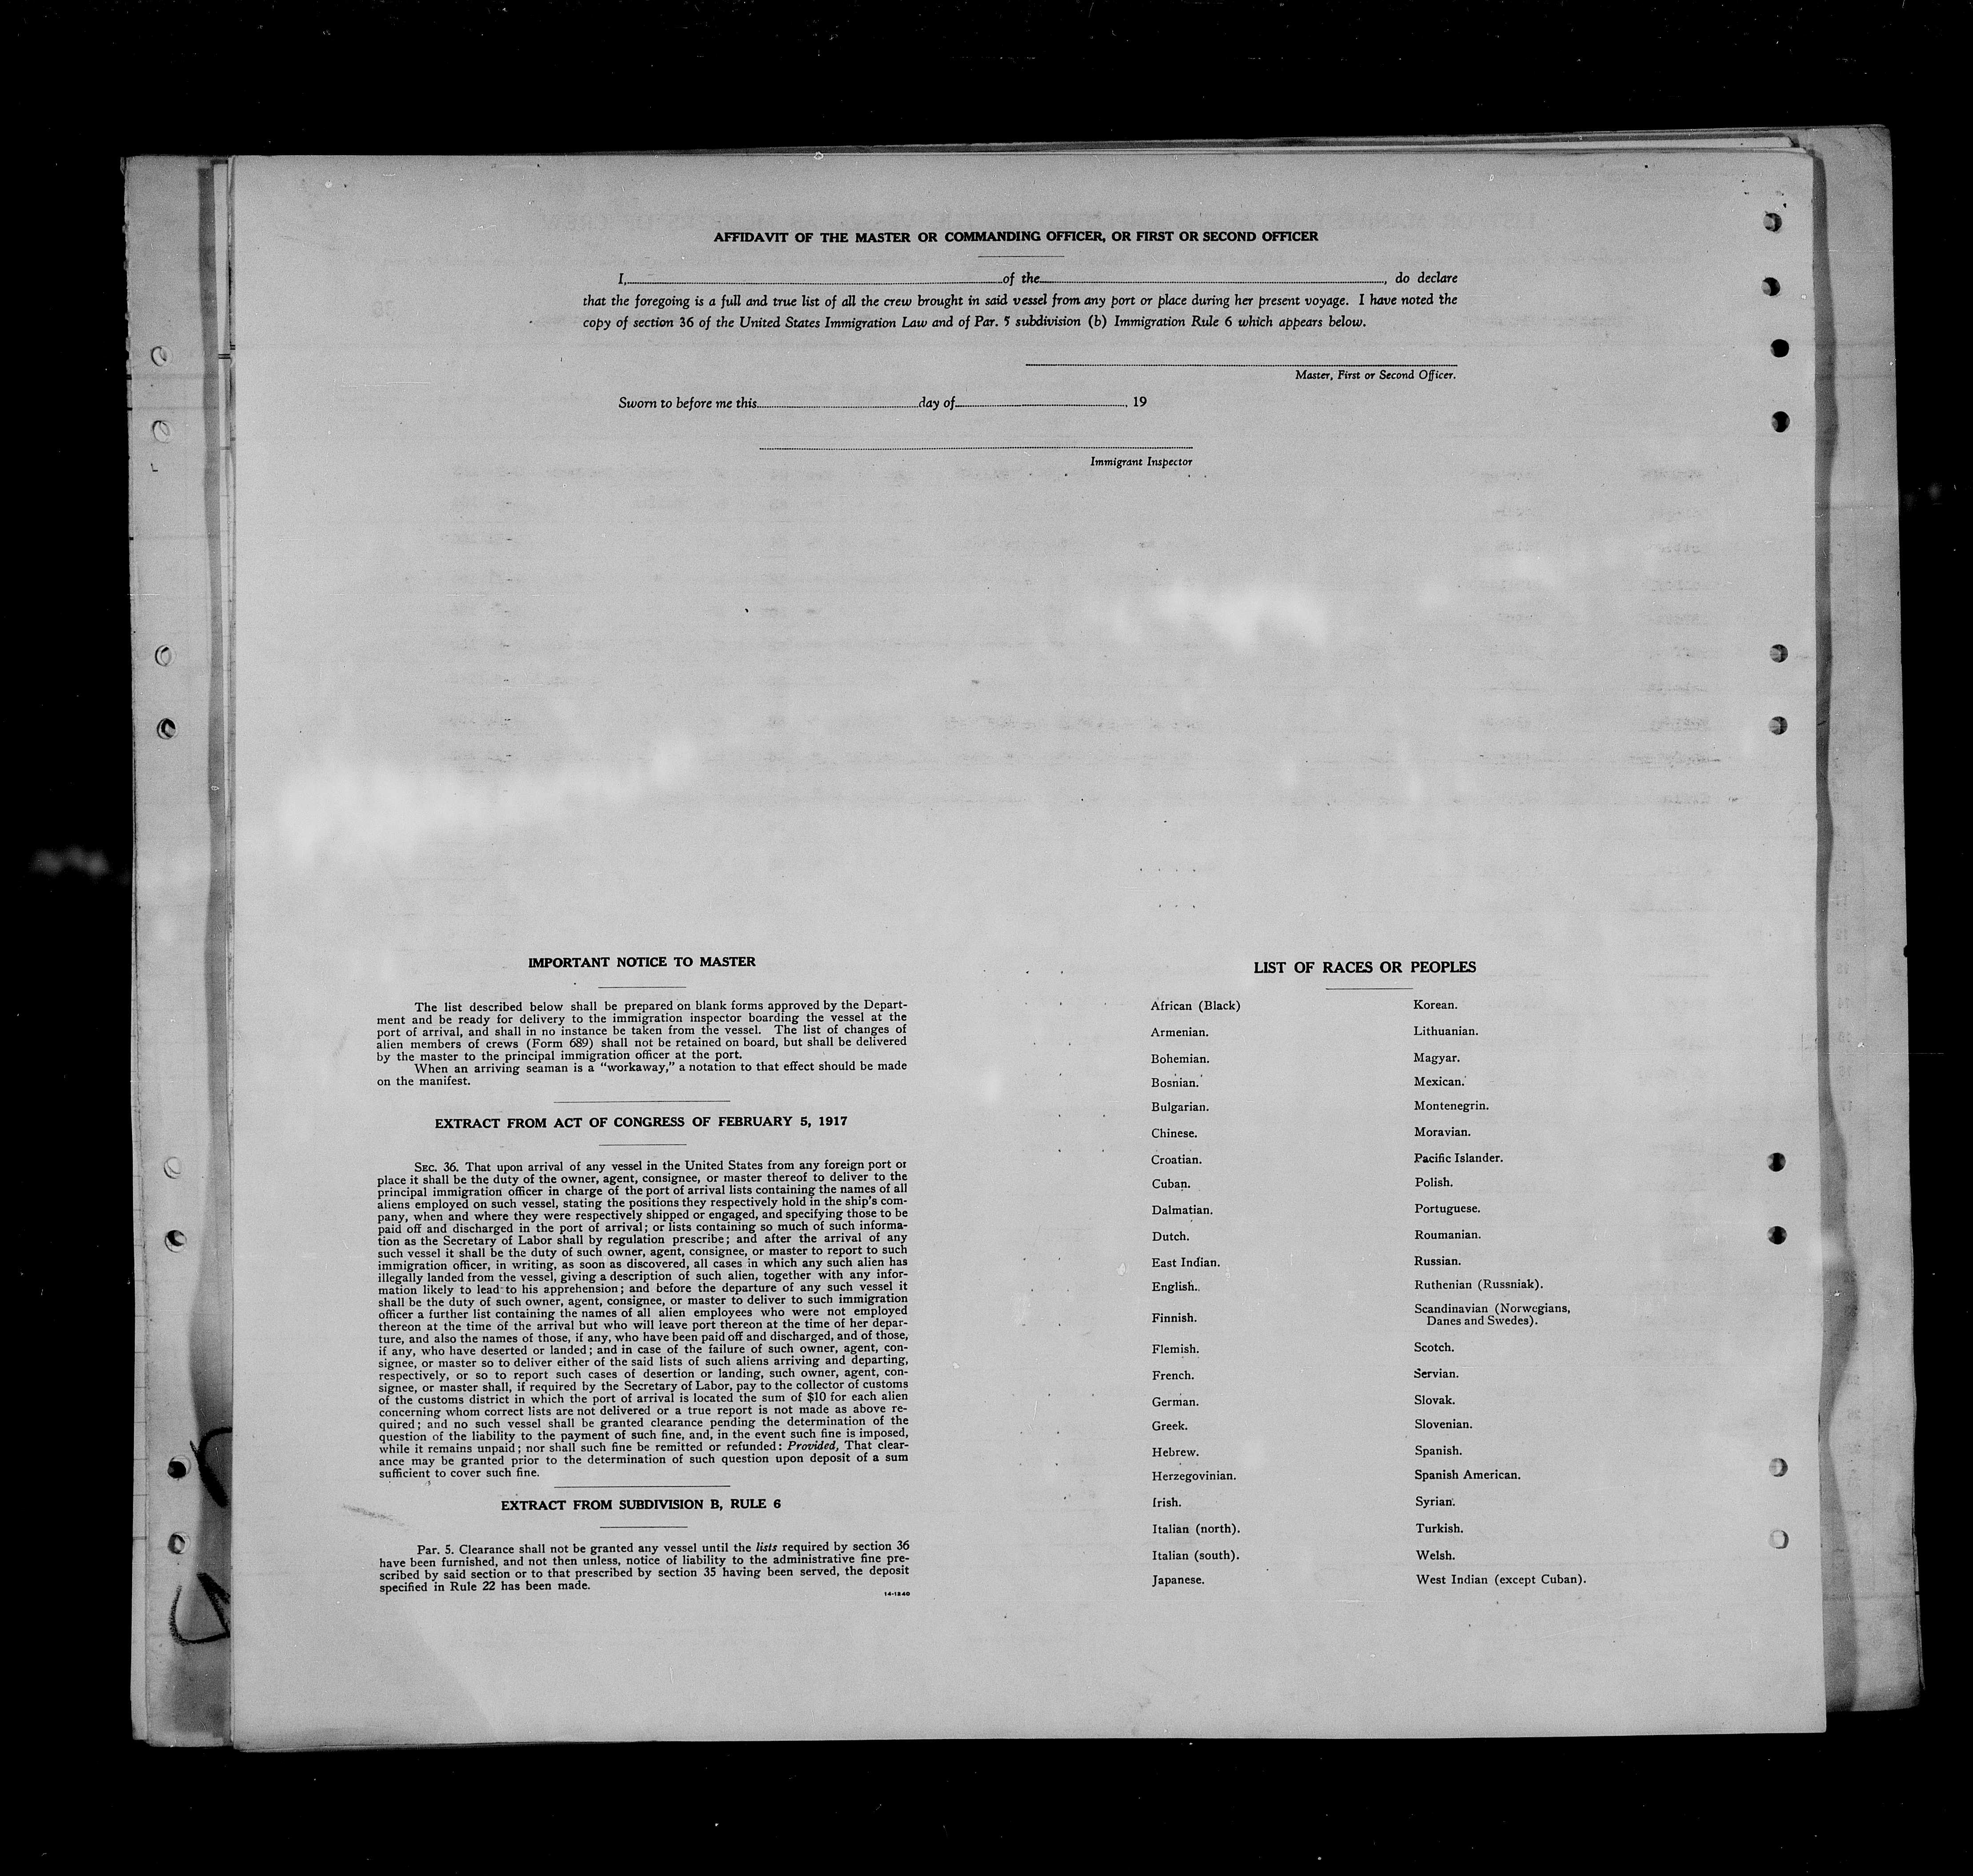 AFFIDAVIT OF THE MASTER OR COMMANDING OFFICER, OR FIRST OR SECOND OFFICER
I, of the , do declare
that the foregoing is a full and true list of all the crew brought in said vessel from any port or place during her present voyage. I have noted the
copy of section 36 of the United States Immigration Law and of Par. 5 subdivision (b) Immigration Rule 6 which appears below.
Master, First or Second Officer.
Sworn to before me this day of , 19
Immigrant Inspector
IMPORTANT NOTICE TO MASTER
The list described below shall be prepared on blank forms approved by the Depart-
ment and be ready for delivery to the immigration inspector boarding the vessel at the
port of arrival, and shall in no instance be taken from the vessel. The list of changes of
alien members of crews (Form 689) shall not be retained on board, but shall be delivered
by the master to the principal immigration officer at the port.
When an arriving seaman is a "workaway," a notation to that effect should be made
on the manifest.
EXTRACT FROM ACT OF CONGRESS OF FEBRUARY 5, 1917
SEC. 36. That upon arrival of any vessel in the United States from any foreign port or
place it shall be the duty of the owner, agent, consignee, or master thereof to deliver to the
principal immigration officer in charge of the port of arrival lists containing the names of all
aliens employed on such vessel, stating the positions they respectively hold in the ship's com-
pany, when and where they were respectively shipped or engaged, and specifying those to be
paid off and discharged in the port of arrival; or lists containing so much of such informa-
tion as the Secretary of Labor shall by regulation prescribe; and after the arrival of any
such vessel it shall be the duty of such owner, agent, consignee, or master to report to such
immigration officer, in writing, as soon as discovered, all cases in which any such alien has
illegally landed from the vessel, giving a description of such alien, together with any infor-
mation likely to lead to his apprehension; and before the departure of any such vessel it
shall be the duty of such owner, agent, consignee, or master to deliver to such immigration
officer a further list containing the names of all alien employees who were not employed
thereon at the time of the arrival but who will leave port thereon at the time of her depar-
ture, and also the names of those, if any, who have been paid off and discharged, and of those,
if any, who have deserted or landed; and in case of the failure of such owner, agent, con-
signee, or master so to deliver either of the said lists of such aliens arriving and departing,
respectively, or so to report such cases of desertion or landing, such owner, agent, con-
signee, or master shall, if required by the Secretary of Labor, pay to the collector of customs
of the customs district in which the port of arrival is located the sum of $10 for each alien
concerning whom correct lists are not delivered or a true report is not made as above re-
quired; and no such vessel shall be granted clearance pending the determination of the
question of the liability to the payment of such fine, and, in the event such fine is imposed,
while it remains unpaid; nor shall such fine be remitted or refunded: Provided, That clear-
ance may be granted prior to the determination of such question upon deposit of a sum
sufficient to cover such fine.
EXTRACT FROM SUBDIVISION B, RULE 6
Par. 5. Clearance shall not be granted any vessel until the lists required by section 36
have been furnished, and not then unless, notice of liability to the administrative fine pre-
scribed by said section or to that prescribed by section 35 having been served, the deposit
specified in Rule 22 has been made.
14-1240
LIST OF RACES OR PEOPLES
African (Black)
Armenian.
Bohemian.
Bosnian.
Bulgarian.
Chinese.
Croatian.
Cuban.
Dalmatian.
Dutch.
East Indian.
English.
Finnish.
Flemish.
French.
German.
Greek.
Hebrew.
Herzegovinian.
Irish.
Italian (north).
Italian (south).
Japanese.
Korean.
Lithuanian.
Magyar.
Mexican.
Montenegrin.
Moravian.
Pacific Islander.
Polish.
Portuguese.
Roumanian.
Russian.
Ruthenian (Russniak).
Scandinavian (Norwegians,
Danes and Swedes).
Scotch.
Servian.
Slovak.
Slovenian.
Spanish.
Spanish American.
Syrian.
Turkish.
Welsh.
West Indian (except Cuban).